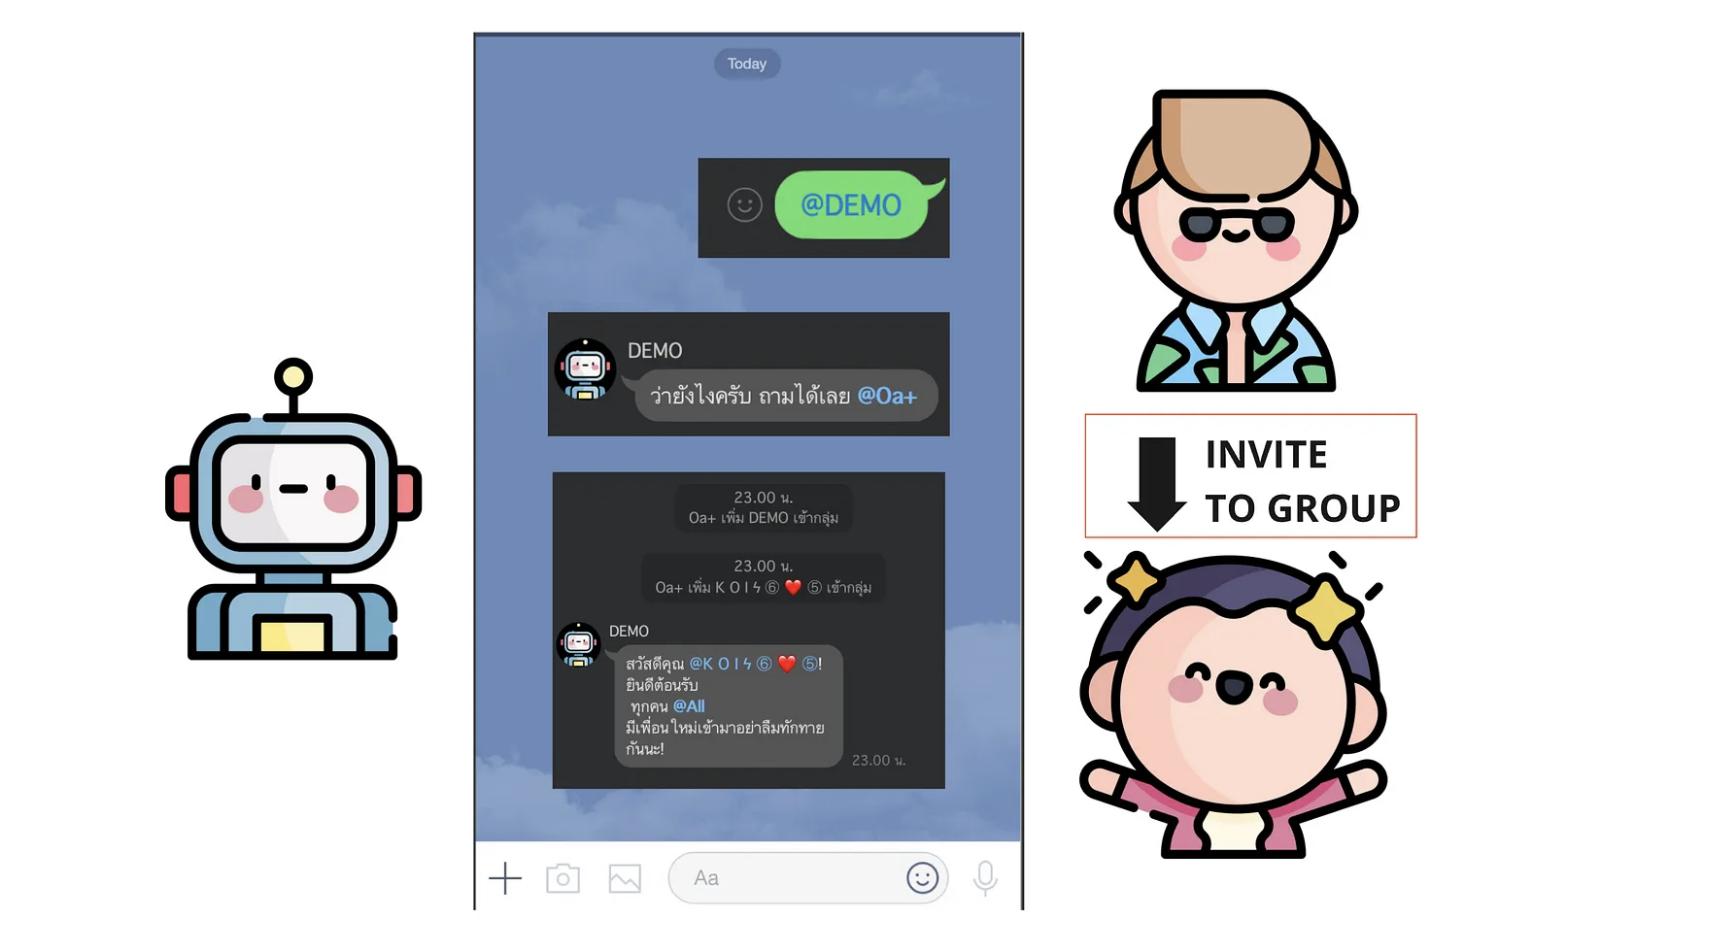 Today
@DEMO
DEMO
ว่ายังไงครับ ถามได้เลย @Oa+
23.00 น.
Oa+ เพิ่ม DEMO เข้ากลุ่ม
23.00 น.
Oa+ เพิ่ม K O I ϟ ⑥ ❤️ ⑤ เข้ากลุ่ม
DEMO
สวัสดีคุณ @K O I ϟ ⑥ ❤️ ⑤!
ยินดีต้อนรับ
ทุกคน @All
มีเพื่อนใหม่เข้ามาอย่าลืมทักทาย
กันนะ!
23.00 น.
Aa
INVITE
TO GROUP